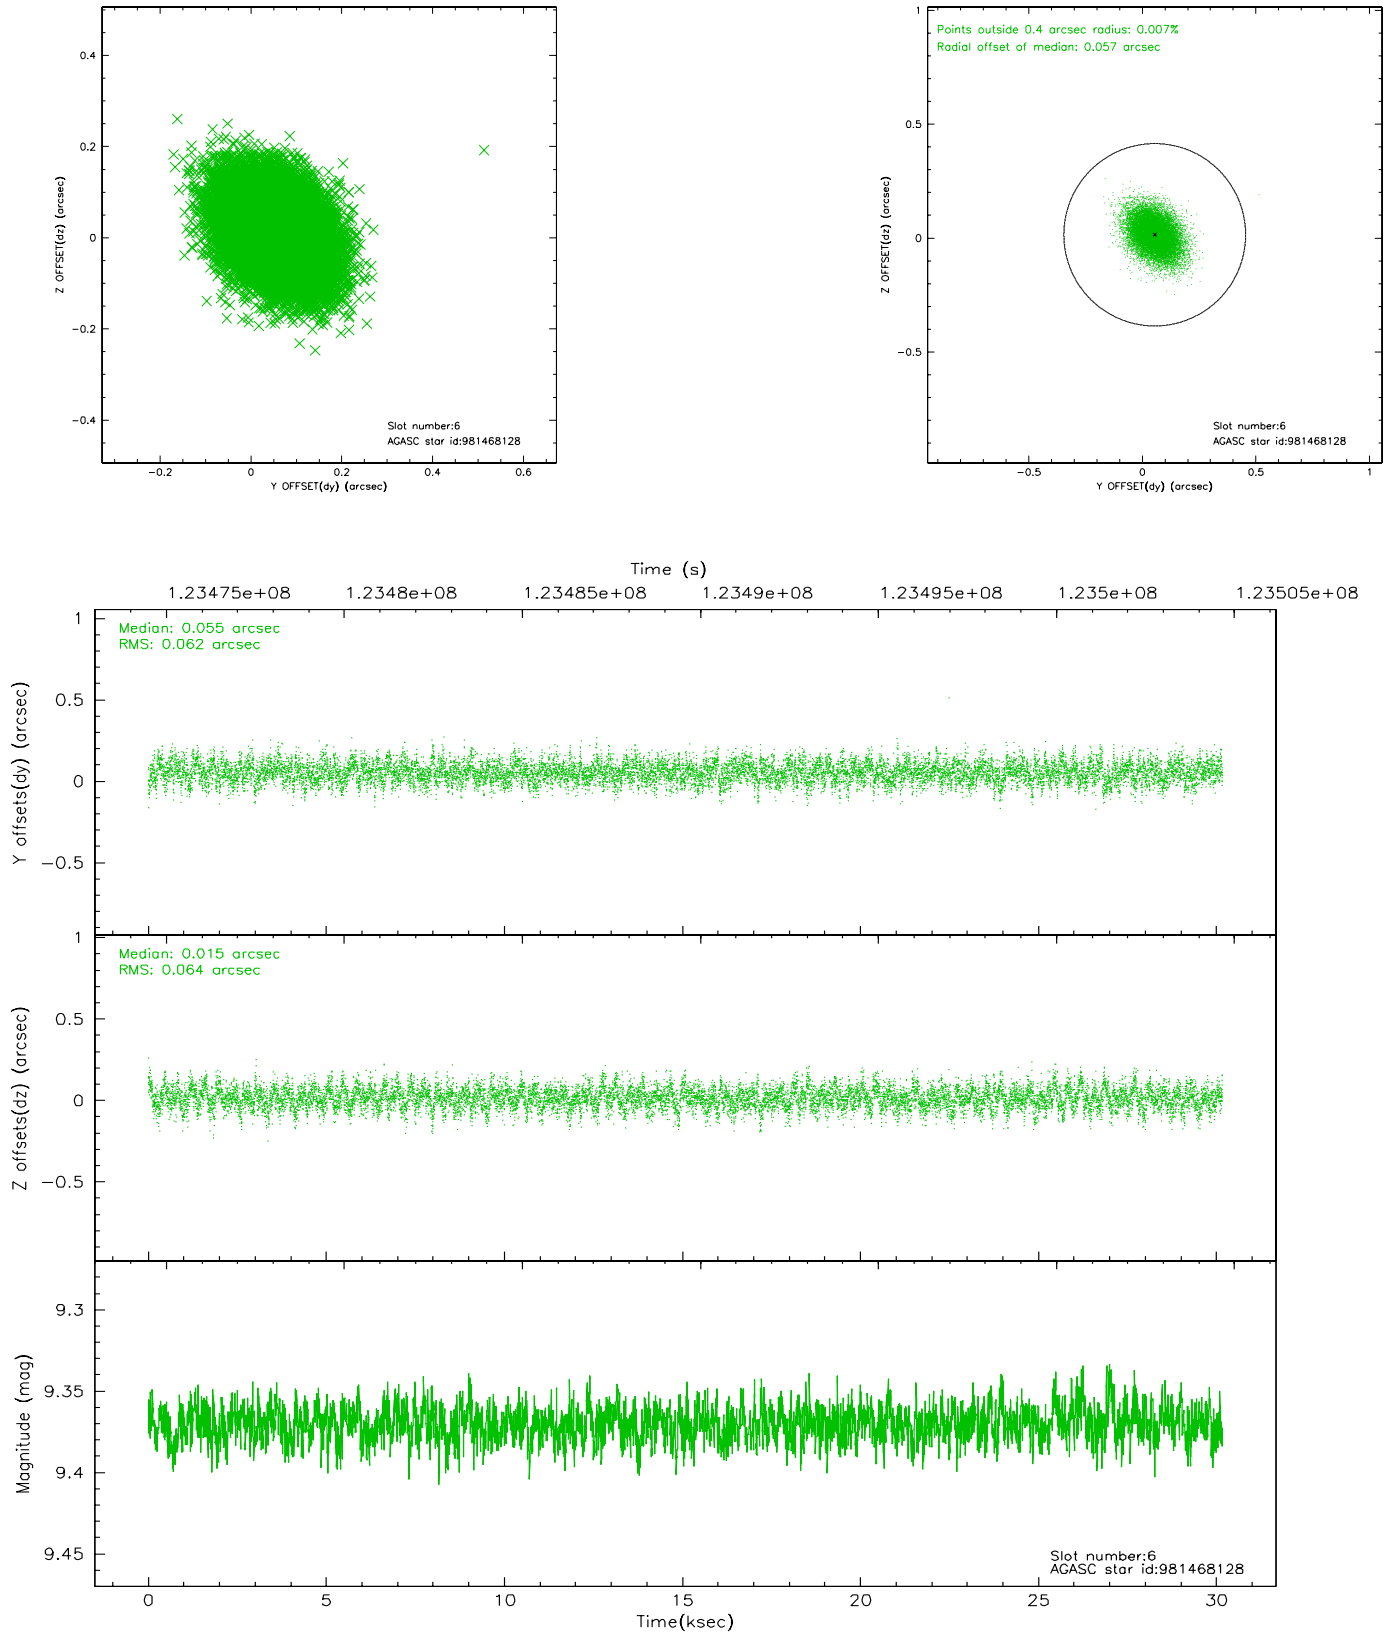 0.4
0.2
0
−0.2
−0.4
Z OFFSET(dz) (arcsec)
Slot number:6
AGASC star id:981468128
−0.2 0 0.2 0.4 0.6
Y OFFSET(dy) (arcsec)
Points outside 0.4 arcsec radius: 0.007%
Radial offset of median: 0.057 arcsec
1
0.5
0
−0.5
Z OFFSET(dz) (arcsec)
Slot number:6
AGASC star id:981468128
−0.5 0 0.5 1
Y OFFSET(dy) (arcsec)
Time (s)
1.23475e+08 1.2348e+08 1.23485e+08 1.2349e+08 1.23495e+08 1.235e+08 1.23505e+08
Median: 0.055 arcsec
RMS: 0.062 arcsec
1
0.5
0
−0.5
Y offsets(dy) (arcsec)
Median: 0.015 arcsec
RMS: 0.064 arcsec
1
0.5
0
−0.5
Z offsets(dz) (arcsec)
9.3
9.35
9.4
9.45
Magnitude (mag)
Slot number:6
AGASC star id:981468128
0 5 10 15 20 25 30
Time(ksec)